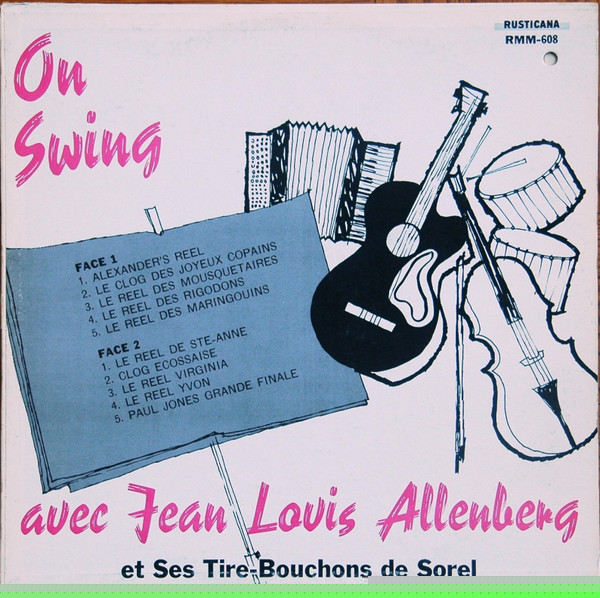 On
Swing
RUSTICANA
RMM-608
FACE 1
1. ALEXANDER'S REEL
2. LE CLOG DES JOYEUX COPAINS
3. LE REEL DES MOUSQUETAIRES
4. LE REEL DES RIGODONS
5. LE REEL DES MARINGOUINS
FACE 2
1. LE REEL DE STE-ANNE
2. CLOG ECOSSAISE
3. LE REEL VIRGINIA
4. LE REEL YVON
5. PAUL JONES GRANDE FINALE
avec Jean Louis Allenberg
et Ses Tire-Bouchons de Sorel